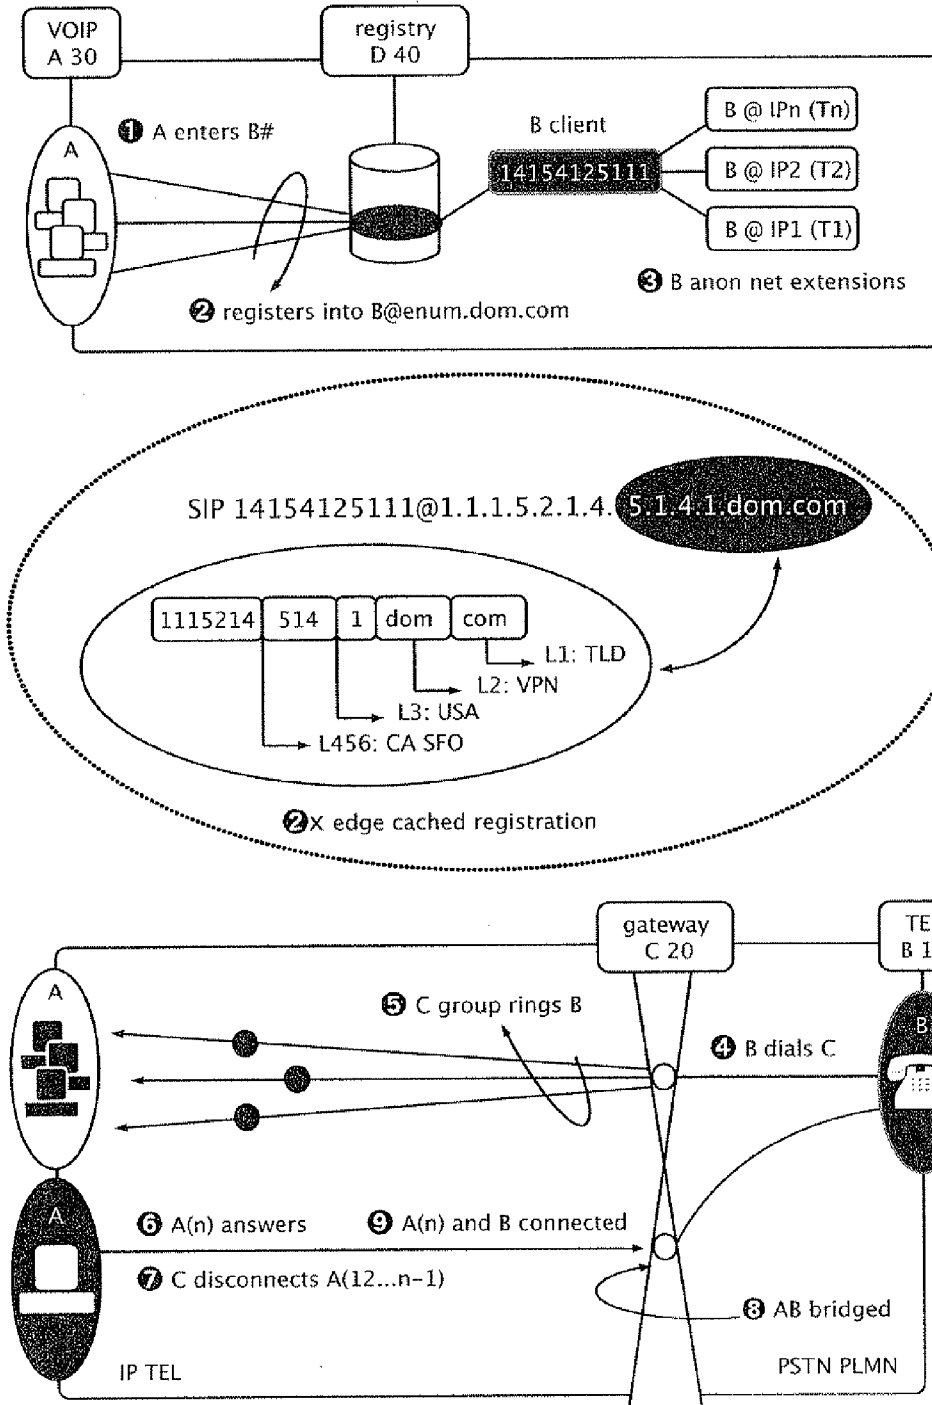 VOIP
A 30
registry
D 40
❶ A enters B#
A
B client
14154125111
B @ IPn (Tn)
B @ IP2 (T2)
B @ IP1 (T1)
❸ B anon net extensions
❷ registers into B@enum.dom.com
SIP 14154125111@1.1.1.5.2.1.4.5.1.4.1.dom.com
1115214 514 1 dom com
L1: TLD
L2: VPN
L3: USA
L456: CA SFO
❷X edge cached registration
gateway
C 20
TE
B 1
A
❺ C group rings B
❹ B dials C
B
A
❻ A(n) answers
❾ A(n) and B connected
❼ C disconnects A(12...n-1)
❽ AB bridged
IP TEL
PSTN PLMN